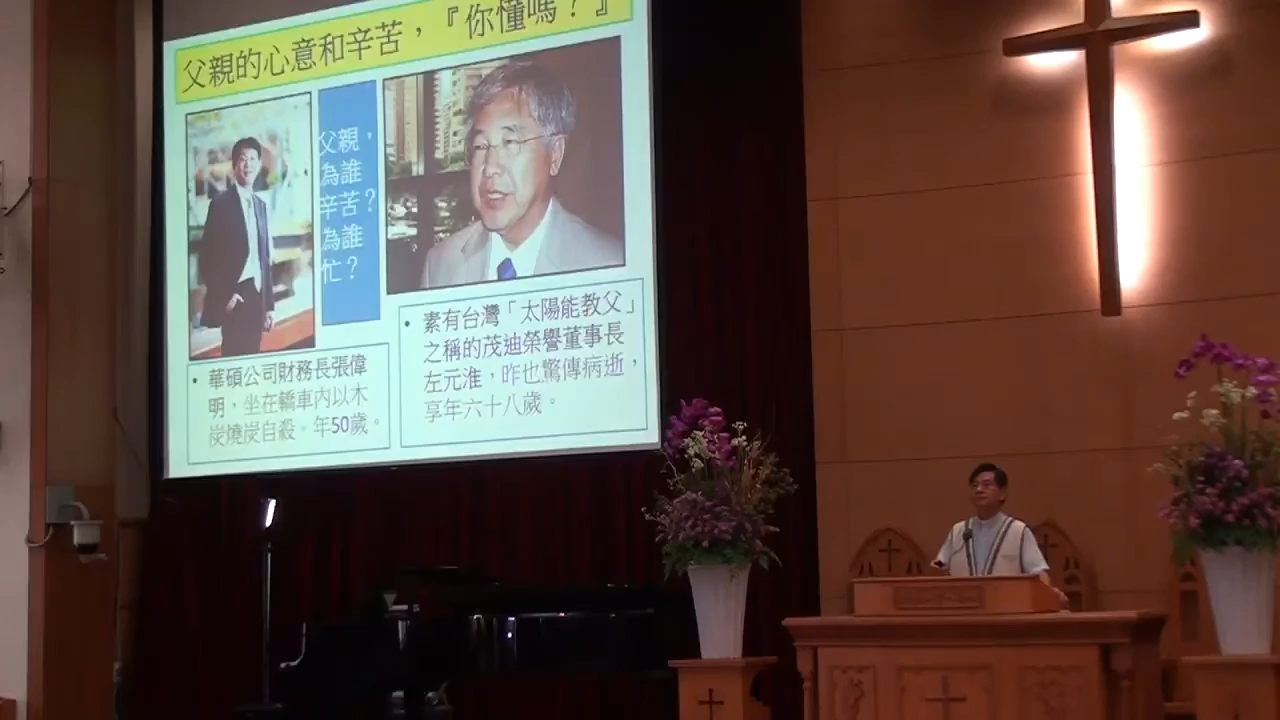 父親的心意和辛苦，『你懂嗎？』
父親，
為誰
辛苦？
為誰
忙？
• 華碩公司財務長張偉
明，坐在轎車內以木
炭燒炭自殺。年50歲。
• 素有台灣「太陽能教父」
之稱的茂迪榮譽董事長
左元淮，昨也驚傳病逝，
享年六十八歲。